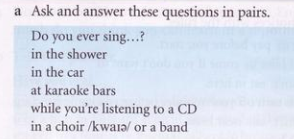 a Ask and answer these questions in pairs.
Do you ever sing...?
in the shower
in the car
at karaoke bars
while you're listening to a CD
in a choir /kwaɪə/ or a band